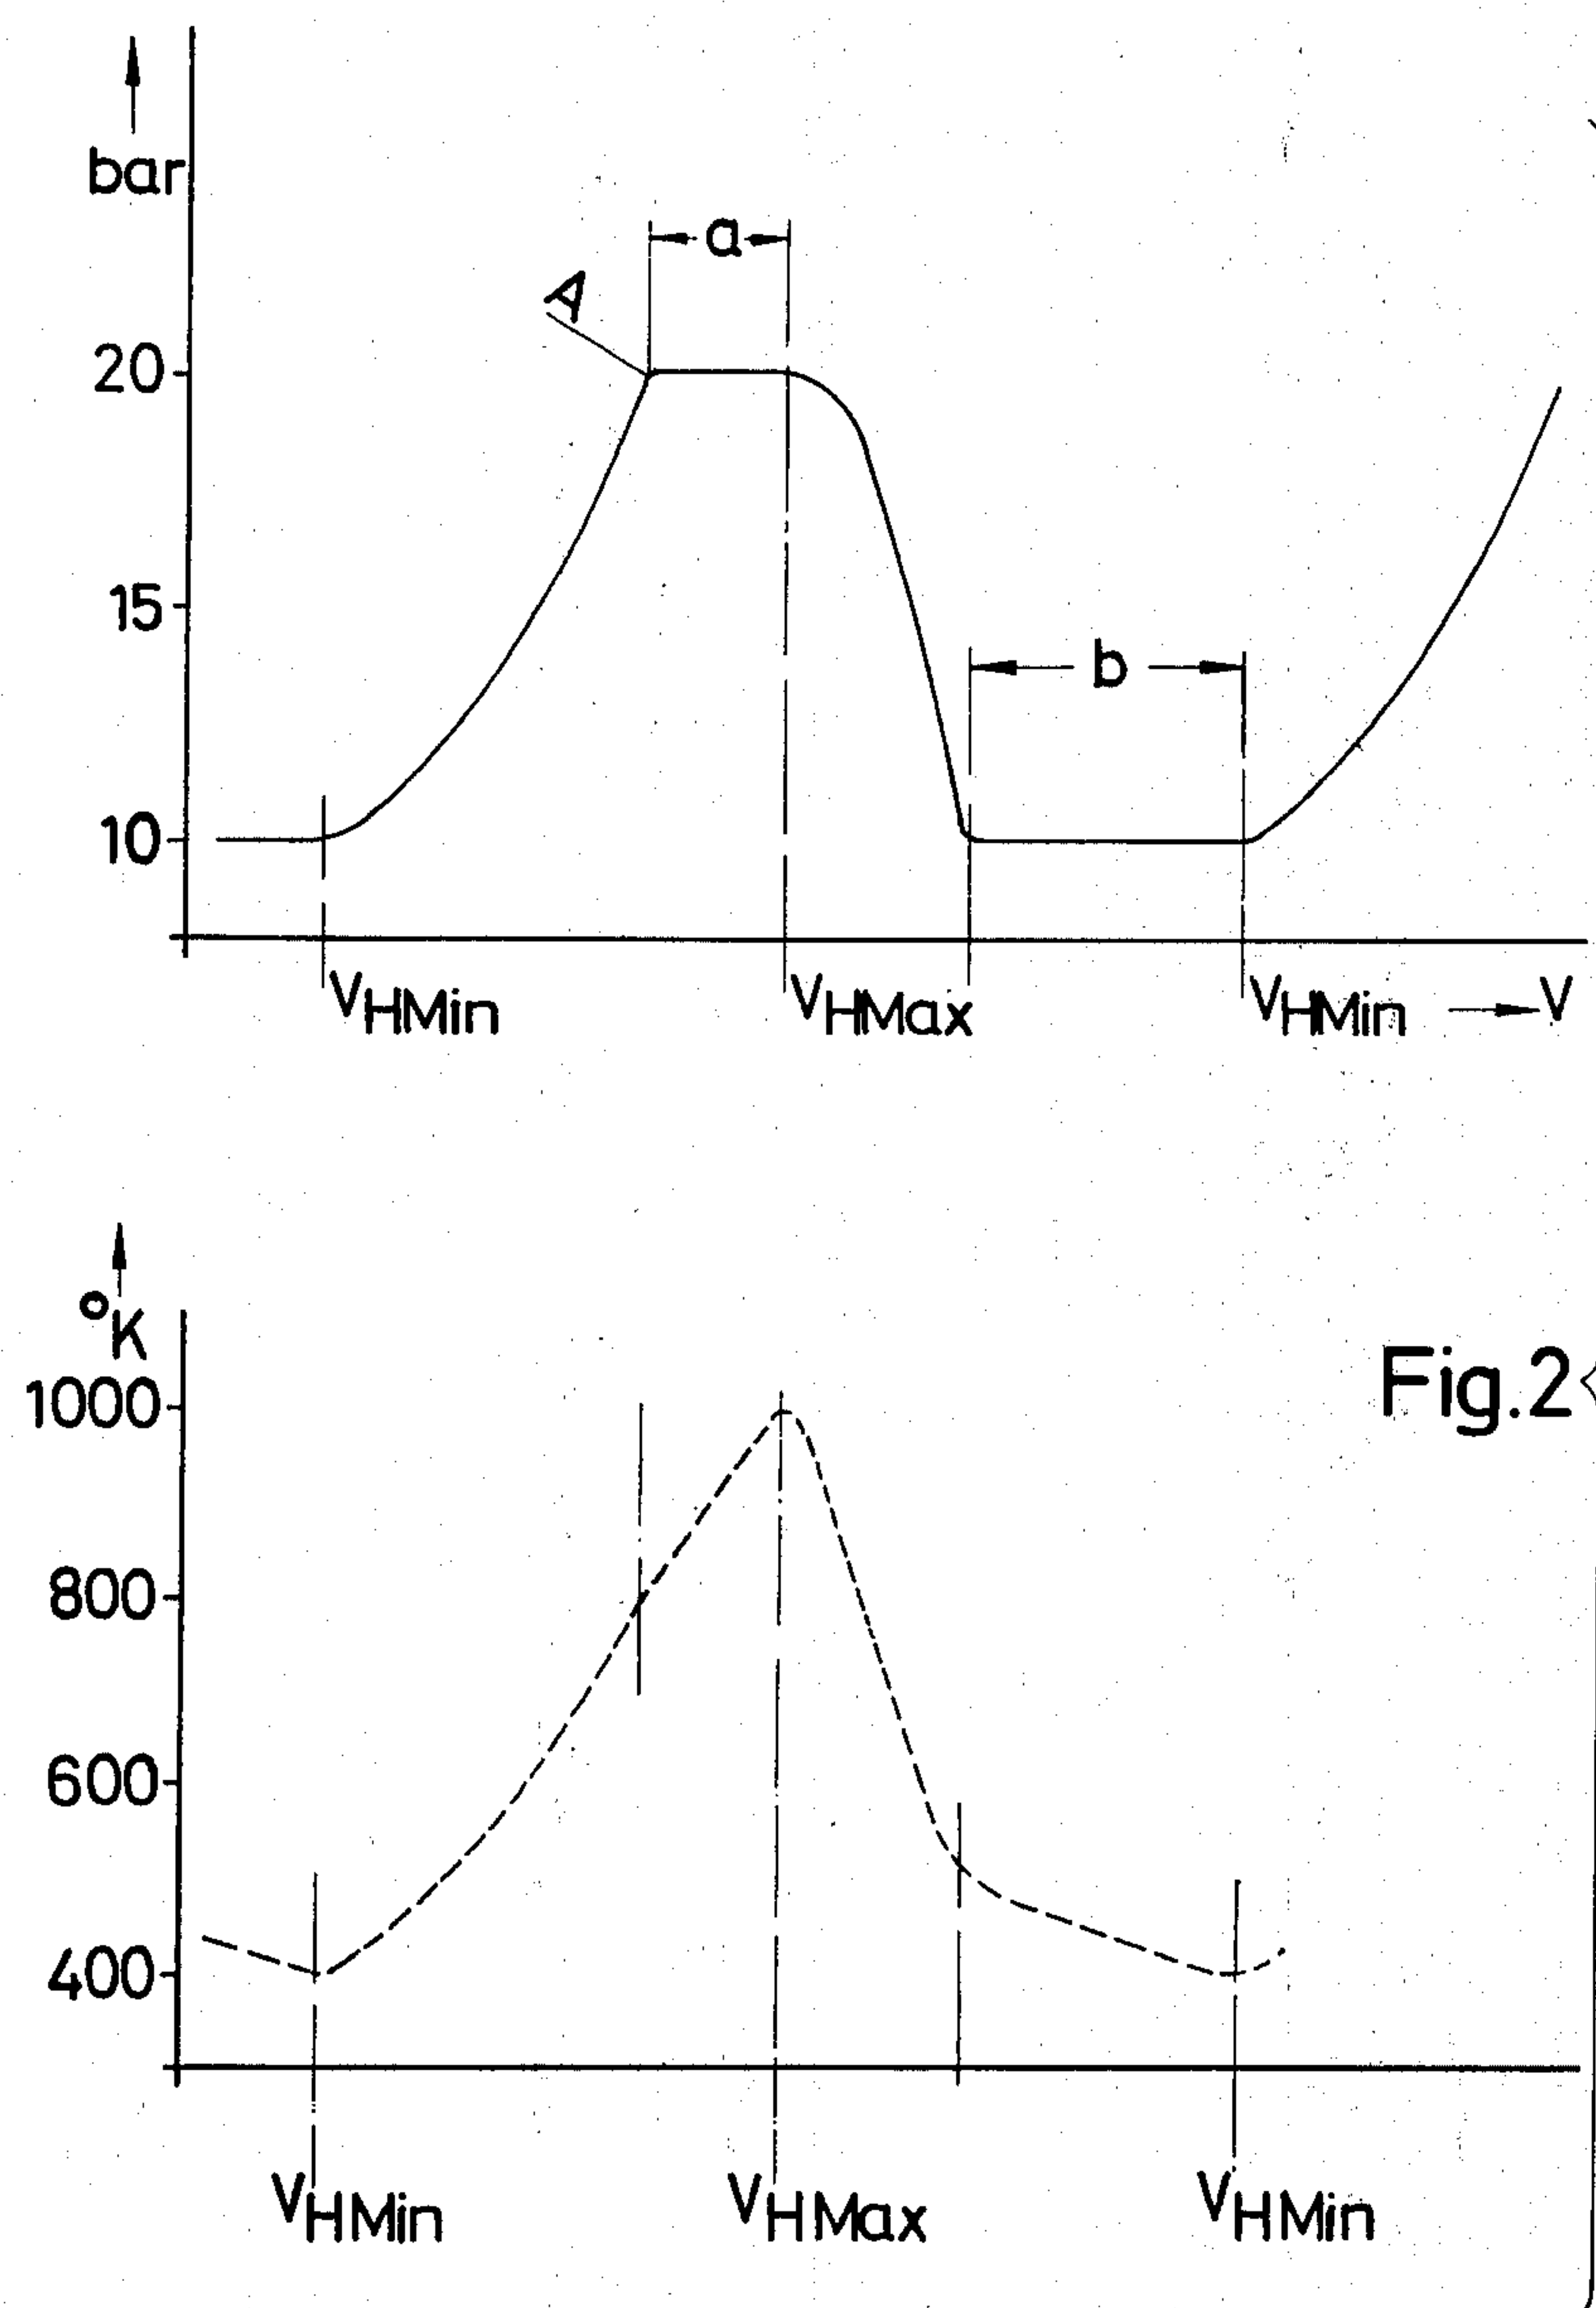 bar
a
A
20
15
b
10
VHMin VHMax VHMin V
°K
1000
Fig.2
800
600
400
VHMin VHMax VHMin